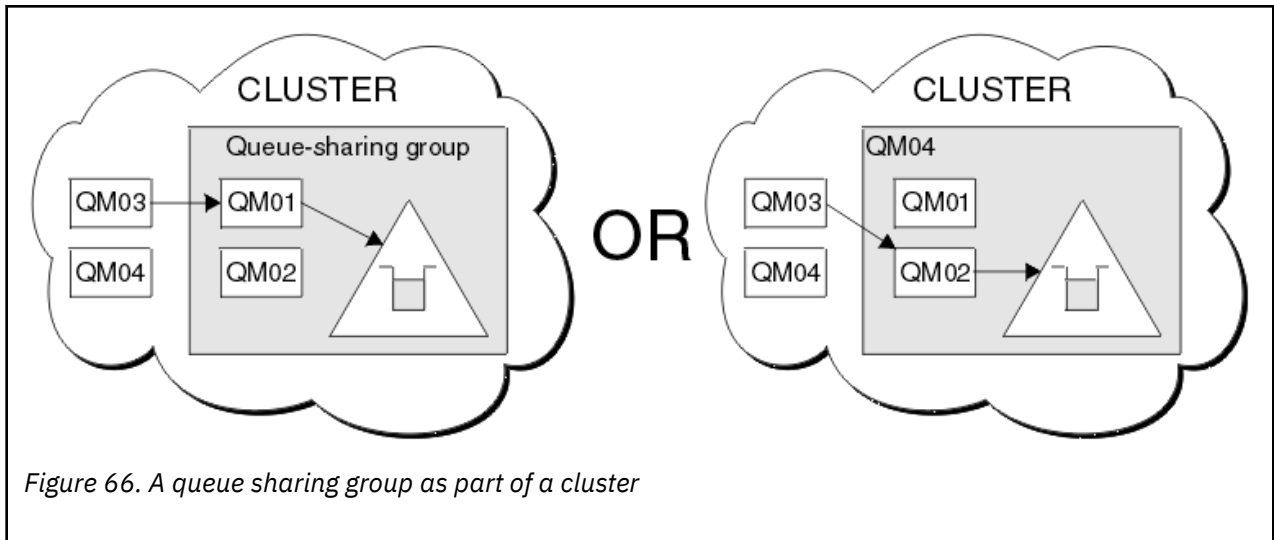 CLUSTER
Queue-sharing group
QM03
QM01
QM04
QM02
OR
CLUSTER
QM04
QM03
QM01
QM04
QM02
Figure 66. A queue sharing group as part of a cluster